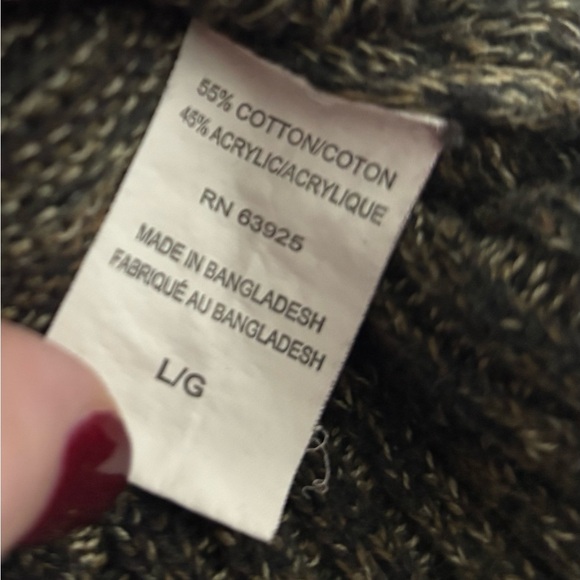 55% COTTON/COTON
45% ACRYLIC/ACRYLIQUE
RN 63925
MADE IN BANGLADESH
FABRIQUÉ AU BANGLADESH
L/G